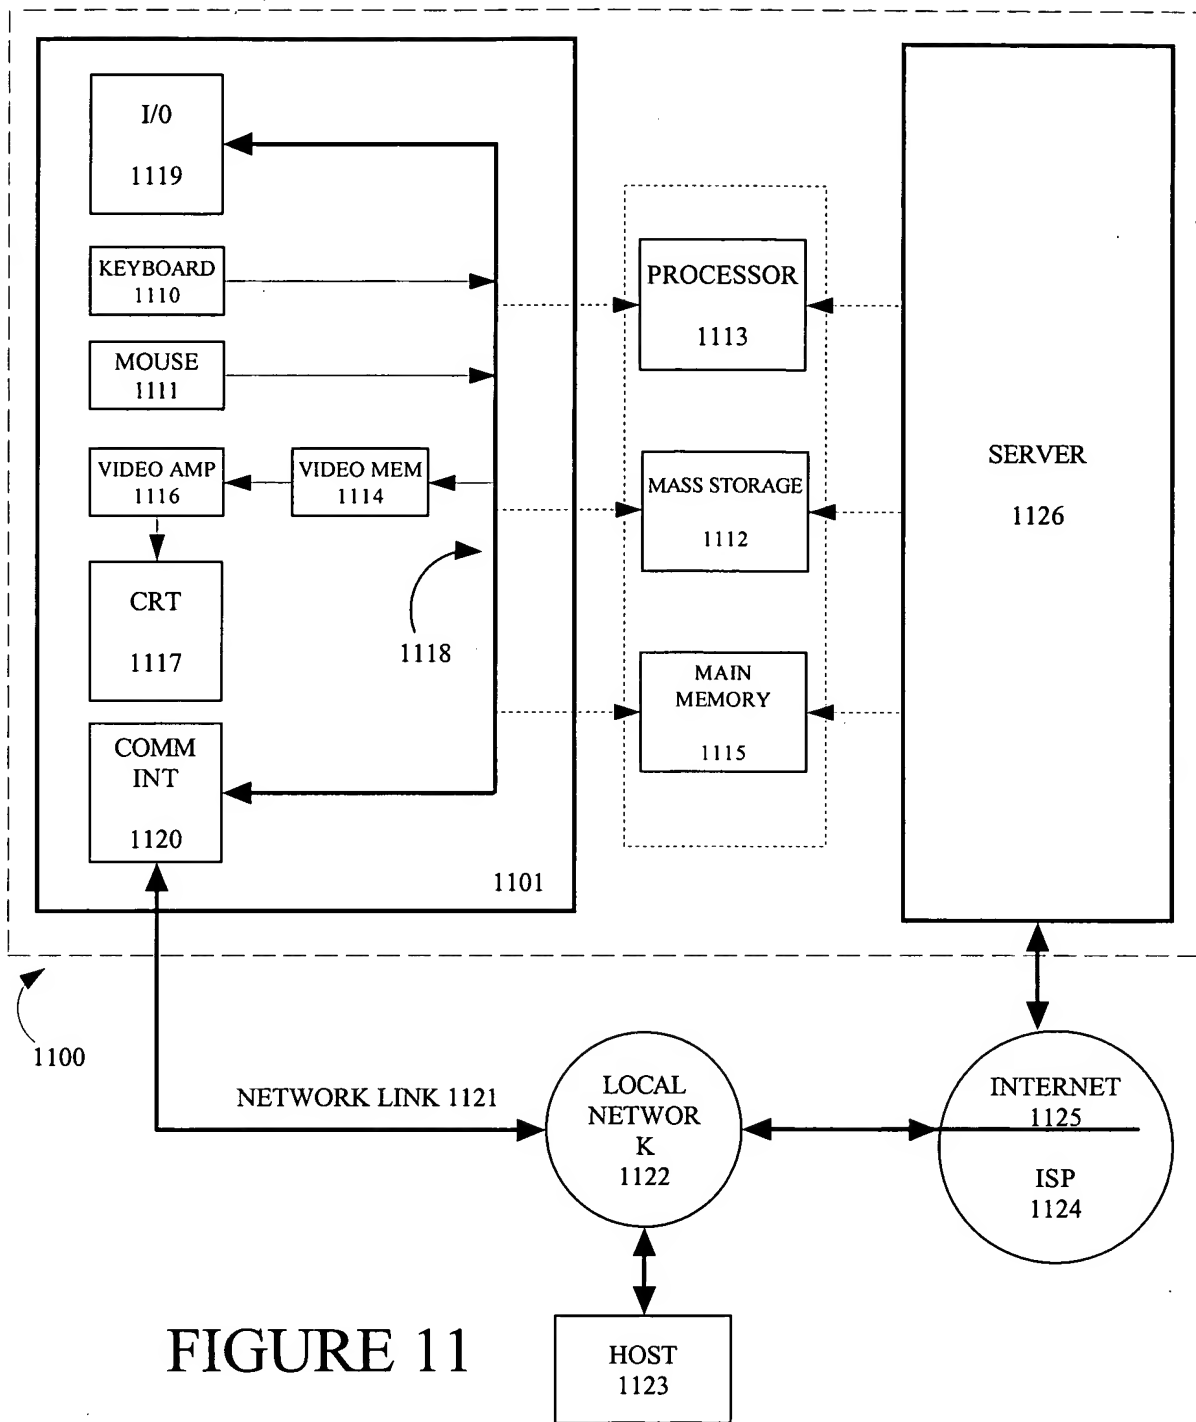 I/0
1119
KEYBOARD
1110
MOUSE
1111
VIDEO AMP
1116
VIDEO MEM
1114
CRT
1117
1118
COMM
INT
1120
1101
PROCESSOR
1113
MASS STORAGE
1112
MAIN
MEMORY
1115
SERVER
1126
1100
NETWORK LINK 1121
LOCAL
NETWOR
K
1122
INTERNET
1125
ISP
1124
HOST
1123
FIGURE 11